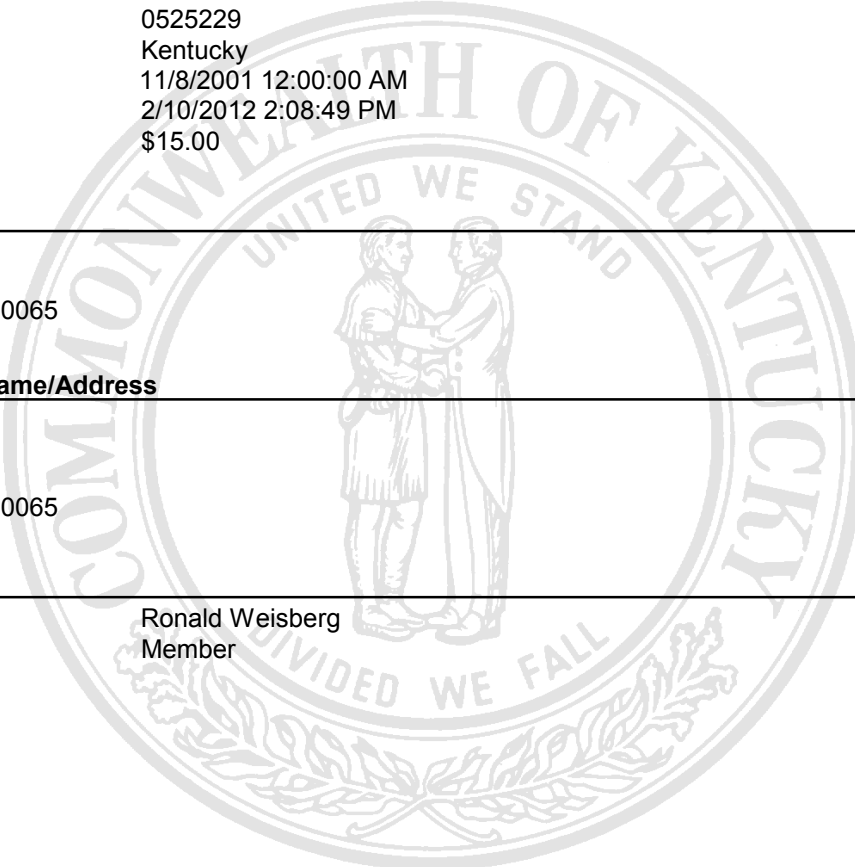 0525229
Kentucky
11/8/2001 12:00:00 AM
2/10/2012 2:08:49 PM
$15.00
COMMONWEALTH OF KENTUCKY
UNITED WE STAND
0065
ame/Address
0065
Ronald Weisberg
Member
DIVIDED WE FALL